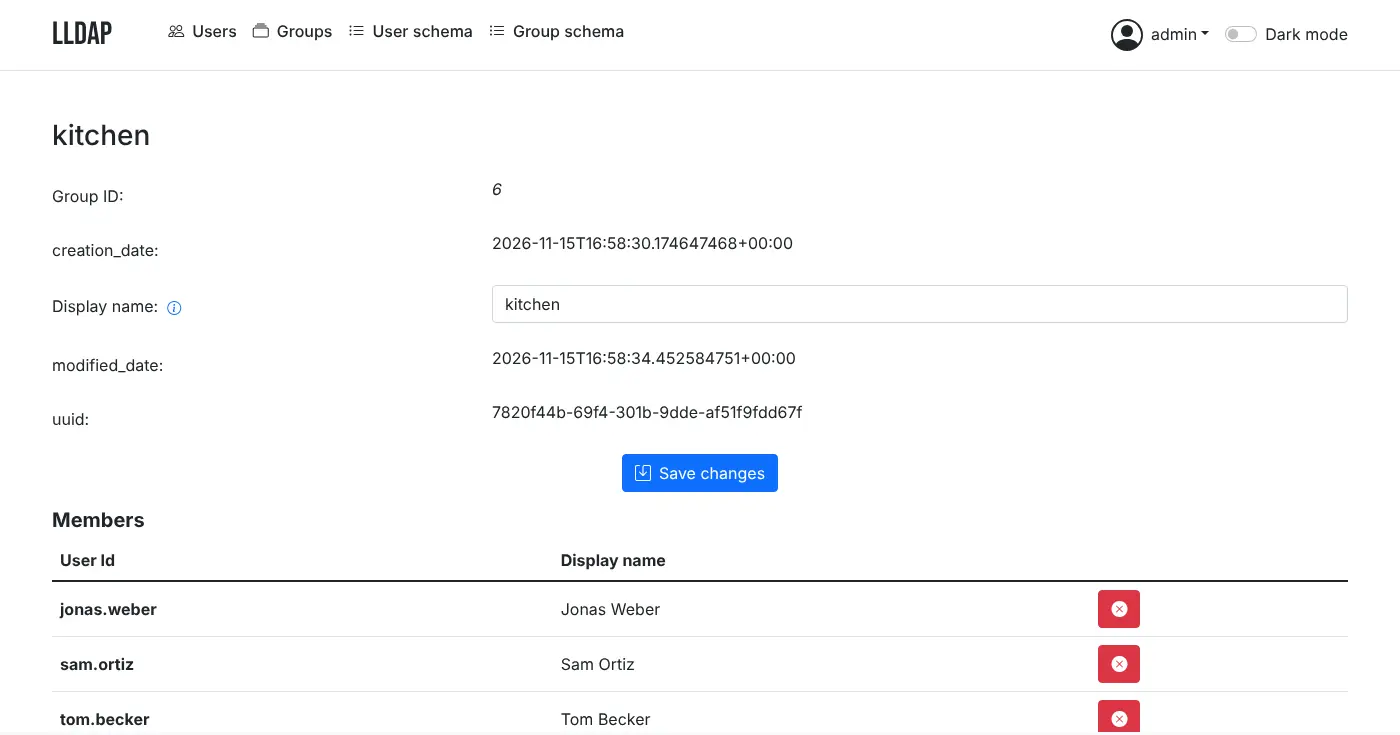 LLDAP Users Groups User schema Group schema admin Dark mode
kitchen
Group ID: 6
creation_date: 2026-11-15T16:58:30.174647468+00:00
Display name: kitchen
modified_date: 2026-11-15T16:58:34.452584751+00:00
uuid: 7820f44b-69f4-301b-9dde-af51f9fdd67f
Save changes
Members
User Id Display name
jonas.weber Jonas Weber
sam.ortiz Sam Ortiz
tom.becker Tom Becker